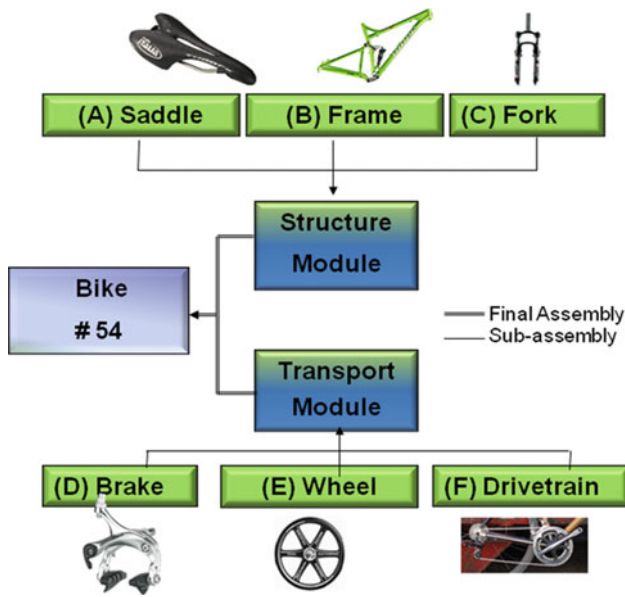 (A) Saddle
(B) Frame
(C) Fork
Structure
Module
Bike
# 54
Final Assembly
Sub-assembly
Transport
Module
(D) Brake
(E) Wheel
(F) Drivetrain